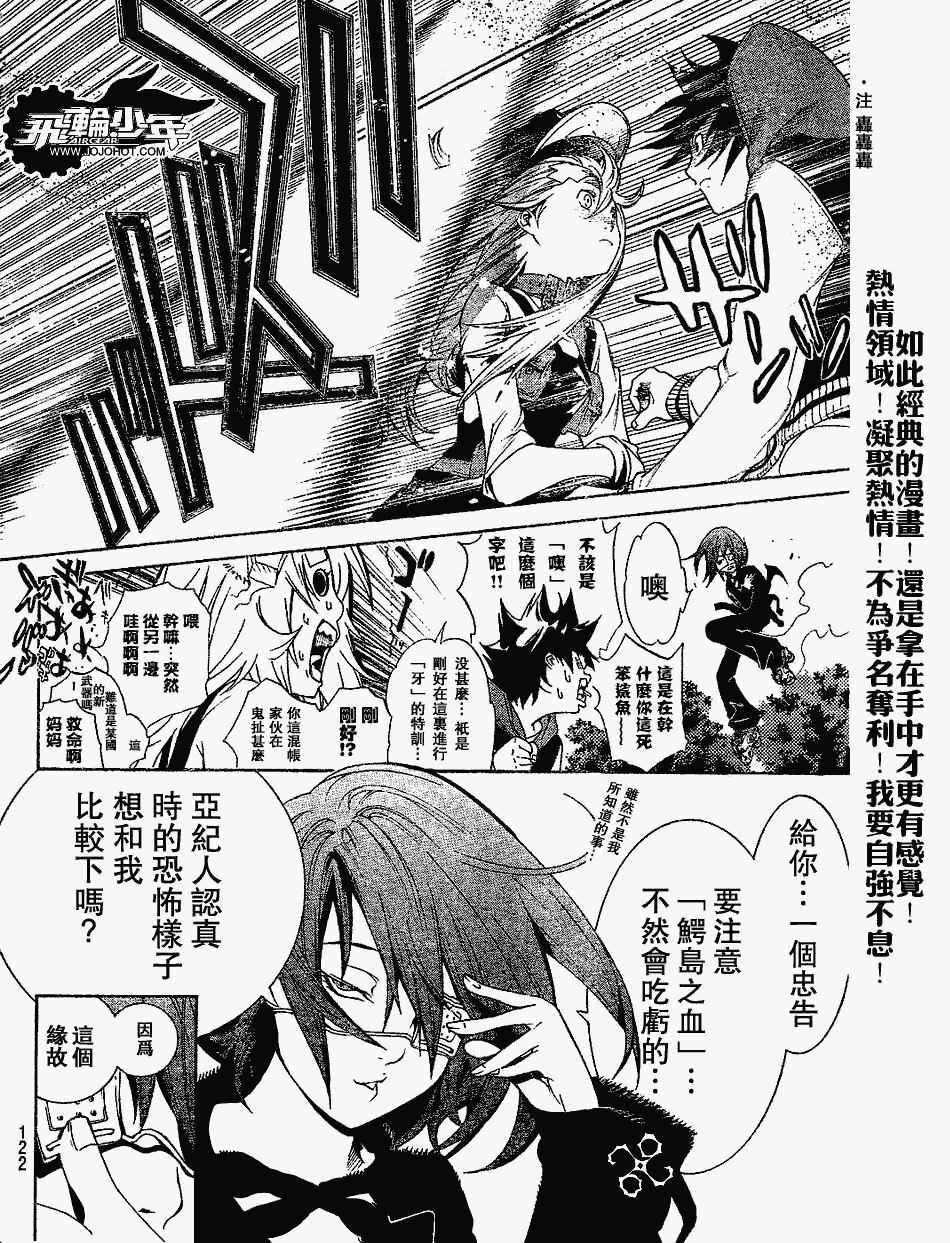 飛輪少年
AIRGEAR
WWW.JOJOHOT.COM
．注 轟轟轟
如此經典的漫畫！還是拿在手中才更有感覺！
熱情領域！凝聚熱情！不為爭名奪利！我要自強不息！
噢
這是在幹
什麼你這死
笨鯊魚～
不該是
「噢」
這麼個
字吧!!
没甚麼…衹是
剛好在這裏進行
「牙」的特訓…
剛
剛好!?
你這混帳
家伙在
鬼扯甚麼
喂
幹嘛…突然
從另一邊
哇啊啊啊
這
難道是某國
的新
武器嗎
！
救命啊
媽媽
給你…一個忠告
要注意
「鰐島之血」…
不然會吃虧的…
雖然不是我
所知道的事…
亞紀人認真
時的恐怖樣子
想和我
比較下嗎？
因爲
這個
緣故
122